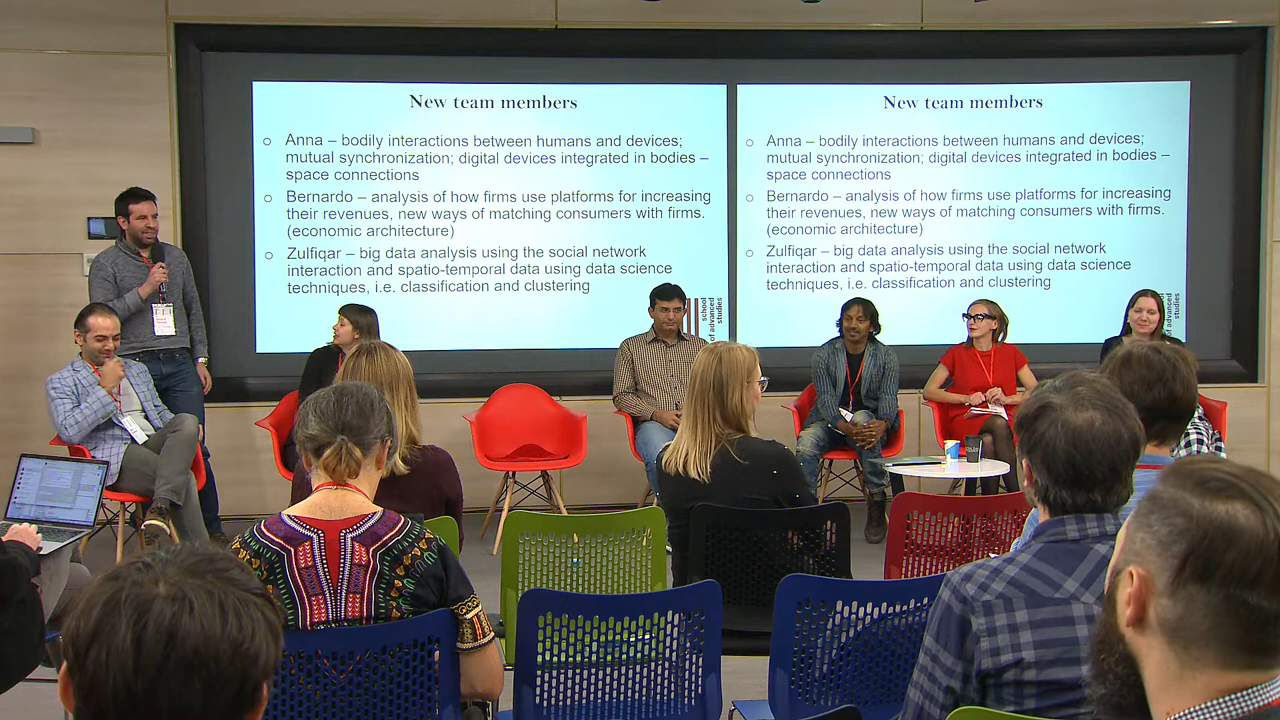 New team members
○ Anna – bodily interactions between humans and devices;
mutual synchronization; digital devices integrated in bodies –
space connections
○ Bernardo – analysis of how firms use platforms for increasing
their revenues, new ways of matching consumers with firms.
(economic architecture)
○ Zulfiqar – big data analysis using the social network
interaction and spatio-temporal data using data science
techniques, i.e. classification and clustering
school
of advanced
studies
New team members
○ Anna – bodily interactions between humans and devices;
mutual synchronization; digital devices integrated in bodies –
space connections
○ Bernardo – analysis of how firms use platforms for increasing
their revenues, new ways of matching consumers with firms.
(economic architecture)
○ Zulfiqar – big data analysis using the social network
interaction and spatio-temporal data using data science
techniques, i.e. classification and clustering
of advanced
studies